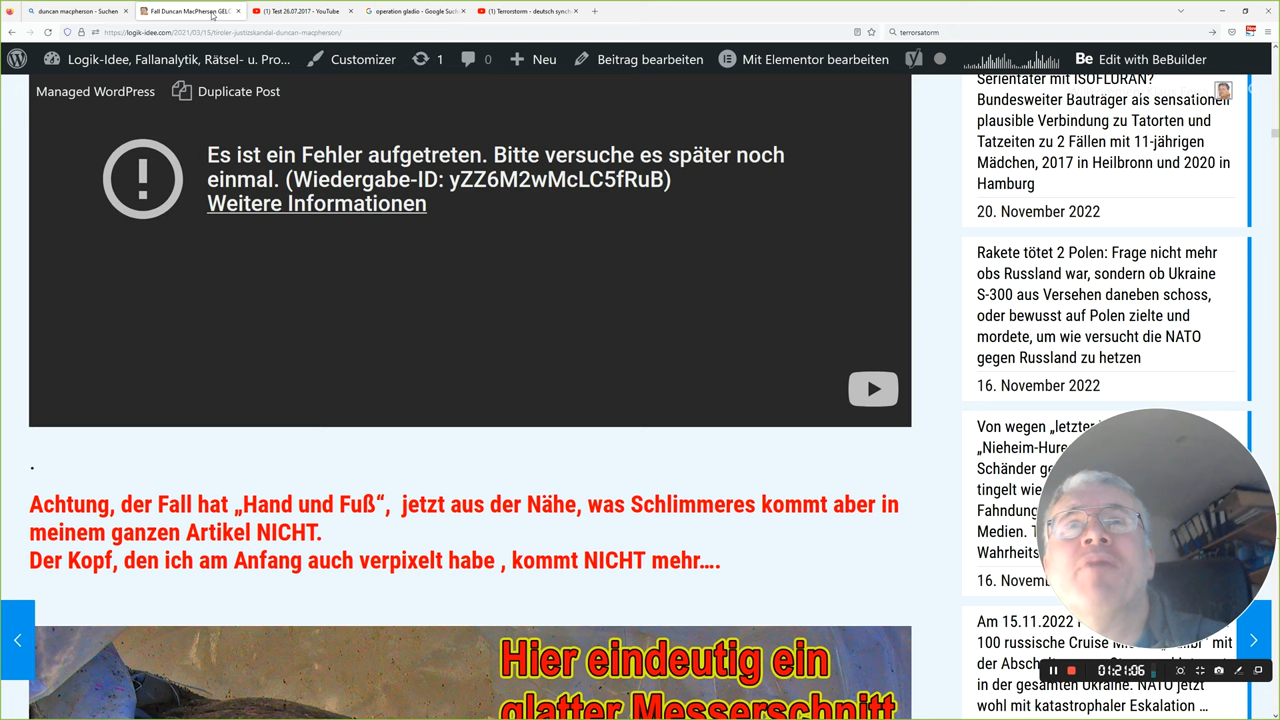 duncan macpherson - Suchen
Fall Duncan MacPherson GELÖ
(1) Test 26.07.2017 - YouTube
operation gladio - Google Such
(1) Terrorstorm - deutsch synch
https://logik-idee.com/2021/03/15/tiroler-justizskandal-duncan-macpherson/
terrorsatorm
Logik-Idee, Fallanalytik, Rätsel- u. Pro...
Customizer
1
0
Neu
Beitrag bearbeiten
Mit Elementor bearbeiten
Be Edit with BeBuilder
Managed WordPress
Duplicate Post
Es ist ein Fehler aufgetreten. Bitte versuche es später noch
einmal. (Wiedergabe-ID: yZZ6M2wMcLC5fRuB)
Weitere Informationen
.
Achtung, der Fall hat „Hand und Fuß“, jetzt aus der Nähe, was Schlimmeres kommt aber in
meinem ganzen Artikel NICHT.
Der Kopf, den ich am Anfang auch verpixelt habe , kommt NICHT mehr….
Hier eindeutig ein
glatter Messerschnitt
Serientäter mit ISOFLURAN?
Bundesweiter Bauträger als sensationell
plausible Verbindung zu Tatorten und
Tatzeiten zu 2 Fällen mit 11-jährigen
Mädchen, 2017 in Heilbronn und 2020 in
Hamburg
20. November 2022
Rakete tötet 2 Polen: Frage nicht mehr
obs Russland war, sondern ob Ukraine
S-300 aus Versehen daneben schoss,
oder bewusst auf Polen zielte und
mordete, um wie versucht die NATO
gegen Russland zu hetzen
16. November 2022
Von wegen „letzter
„Nieheim-Hure
Schänder
tingelt wie
Fahndung
Medien.
Wahrheits
16. Novem
Am 15.11.2022
100 russische Cruise mit
der Absch
in der gesamten Ukraine. NATO jetzt
wohl mit katastrophaler Eskalation ...
01:21:06